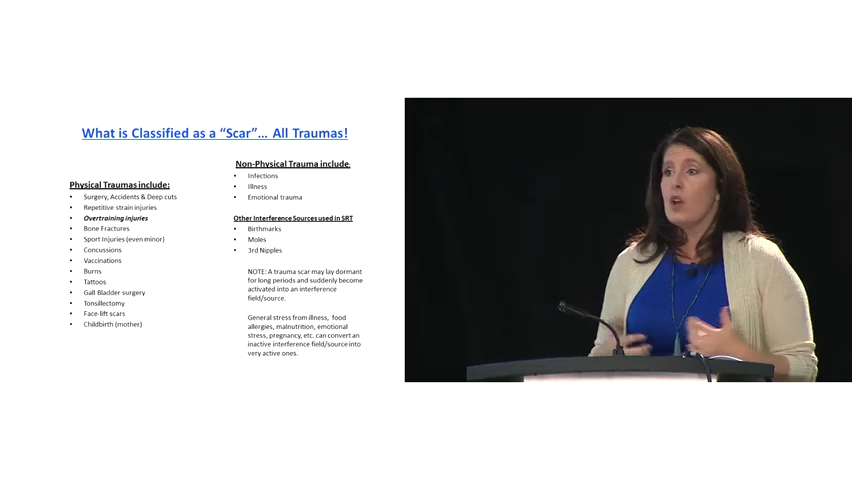 What is Classified as a “Scar”… All Traumas!
Physical Traumas include:
• Surgery, Accidents & Deep cuts
• Repetitive strain injuries
• Overtraining injuries
• Bone Fractures
• Sport Injuries (even minor)
• Concussions
• Vaccinations
• Burns
• Tattoos
• Gall Bladder surgery
• Tonsillectomy
• Face-lift scars
• Childbirth (mother)
Non-Physical Trauma include
• Infections
• Illness
• Emotional trauma
Other Interference Sources used in SRT
• Birthmarks
• Moles
• 3rd Nipples
NOTE: A trauma scar may lay dormant
for long periods and suddenly become
activated into an interference
field/source.
General stress from illness, food
allergies, malnutrition, emotional
stress, pregnancy, etc. can convert an
inactive interference field/source into
very active ones.